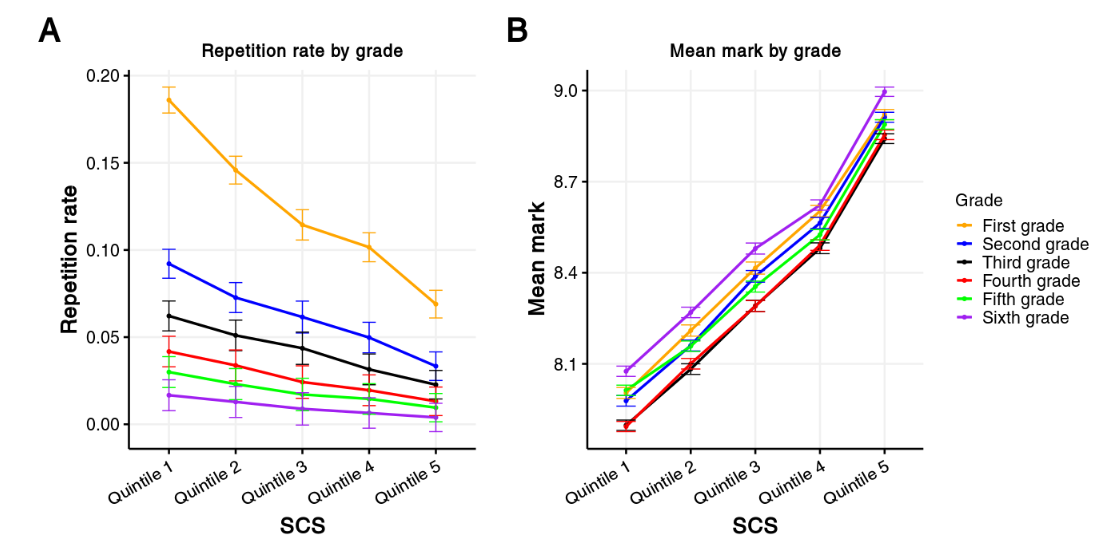 A
Repetition rate by grade
Repetition rate
0.20
0.15
0.10
0.05
0.00
Quintile 1
Quintile 2
Quintile 3
Quintile 4
Quintile 5
SCS
B
Mean mark by grade
Mean mark
9.0
8.7
8.4
8.1
Quintile 1
Quintile 2
Quintile 3
Quintile 4
Quintile 5
SCS
Grade
First grade
Second grade
Third grade
Fourth grade
Fifth grade
Sixth grade